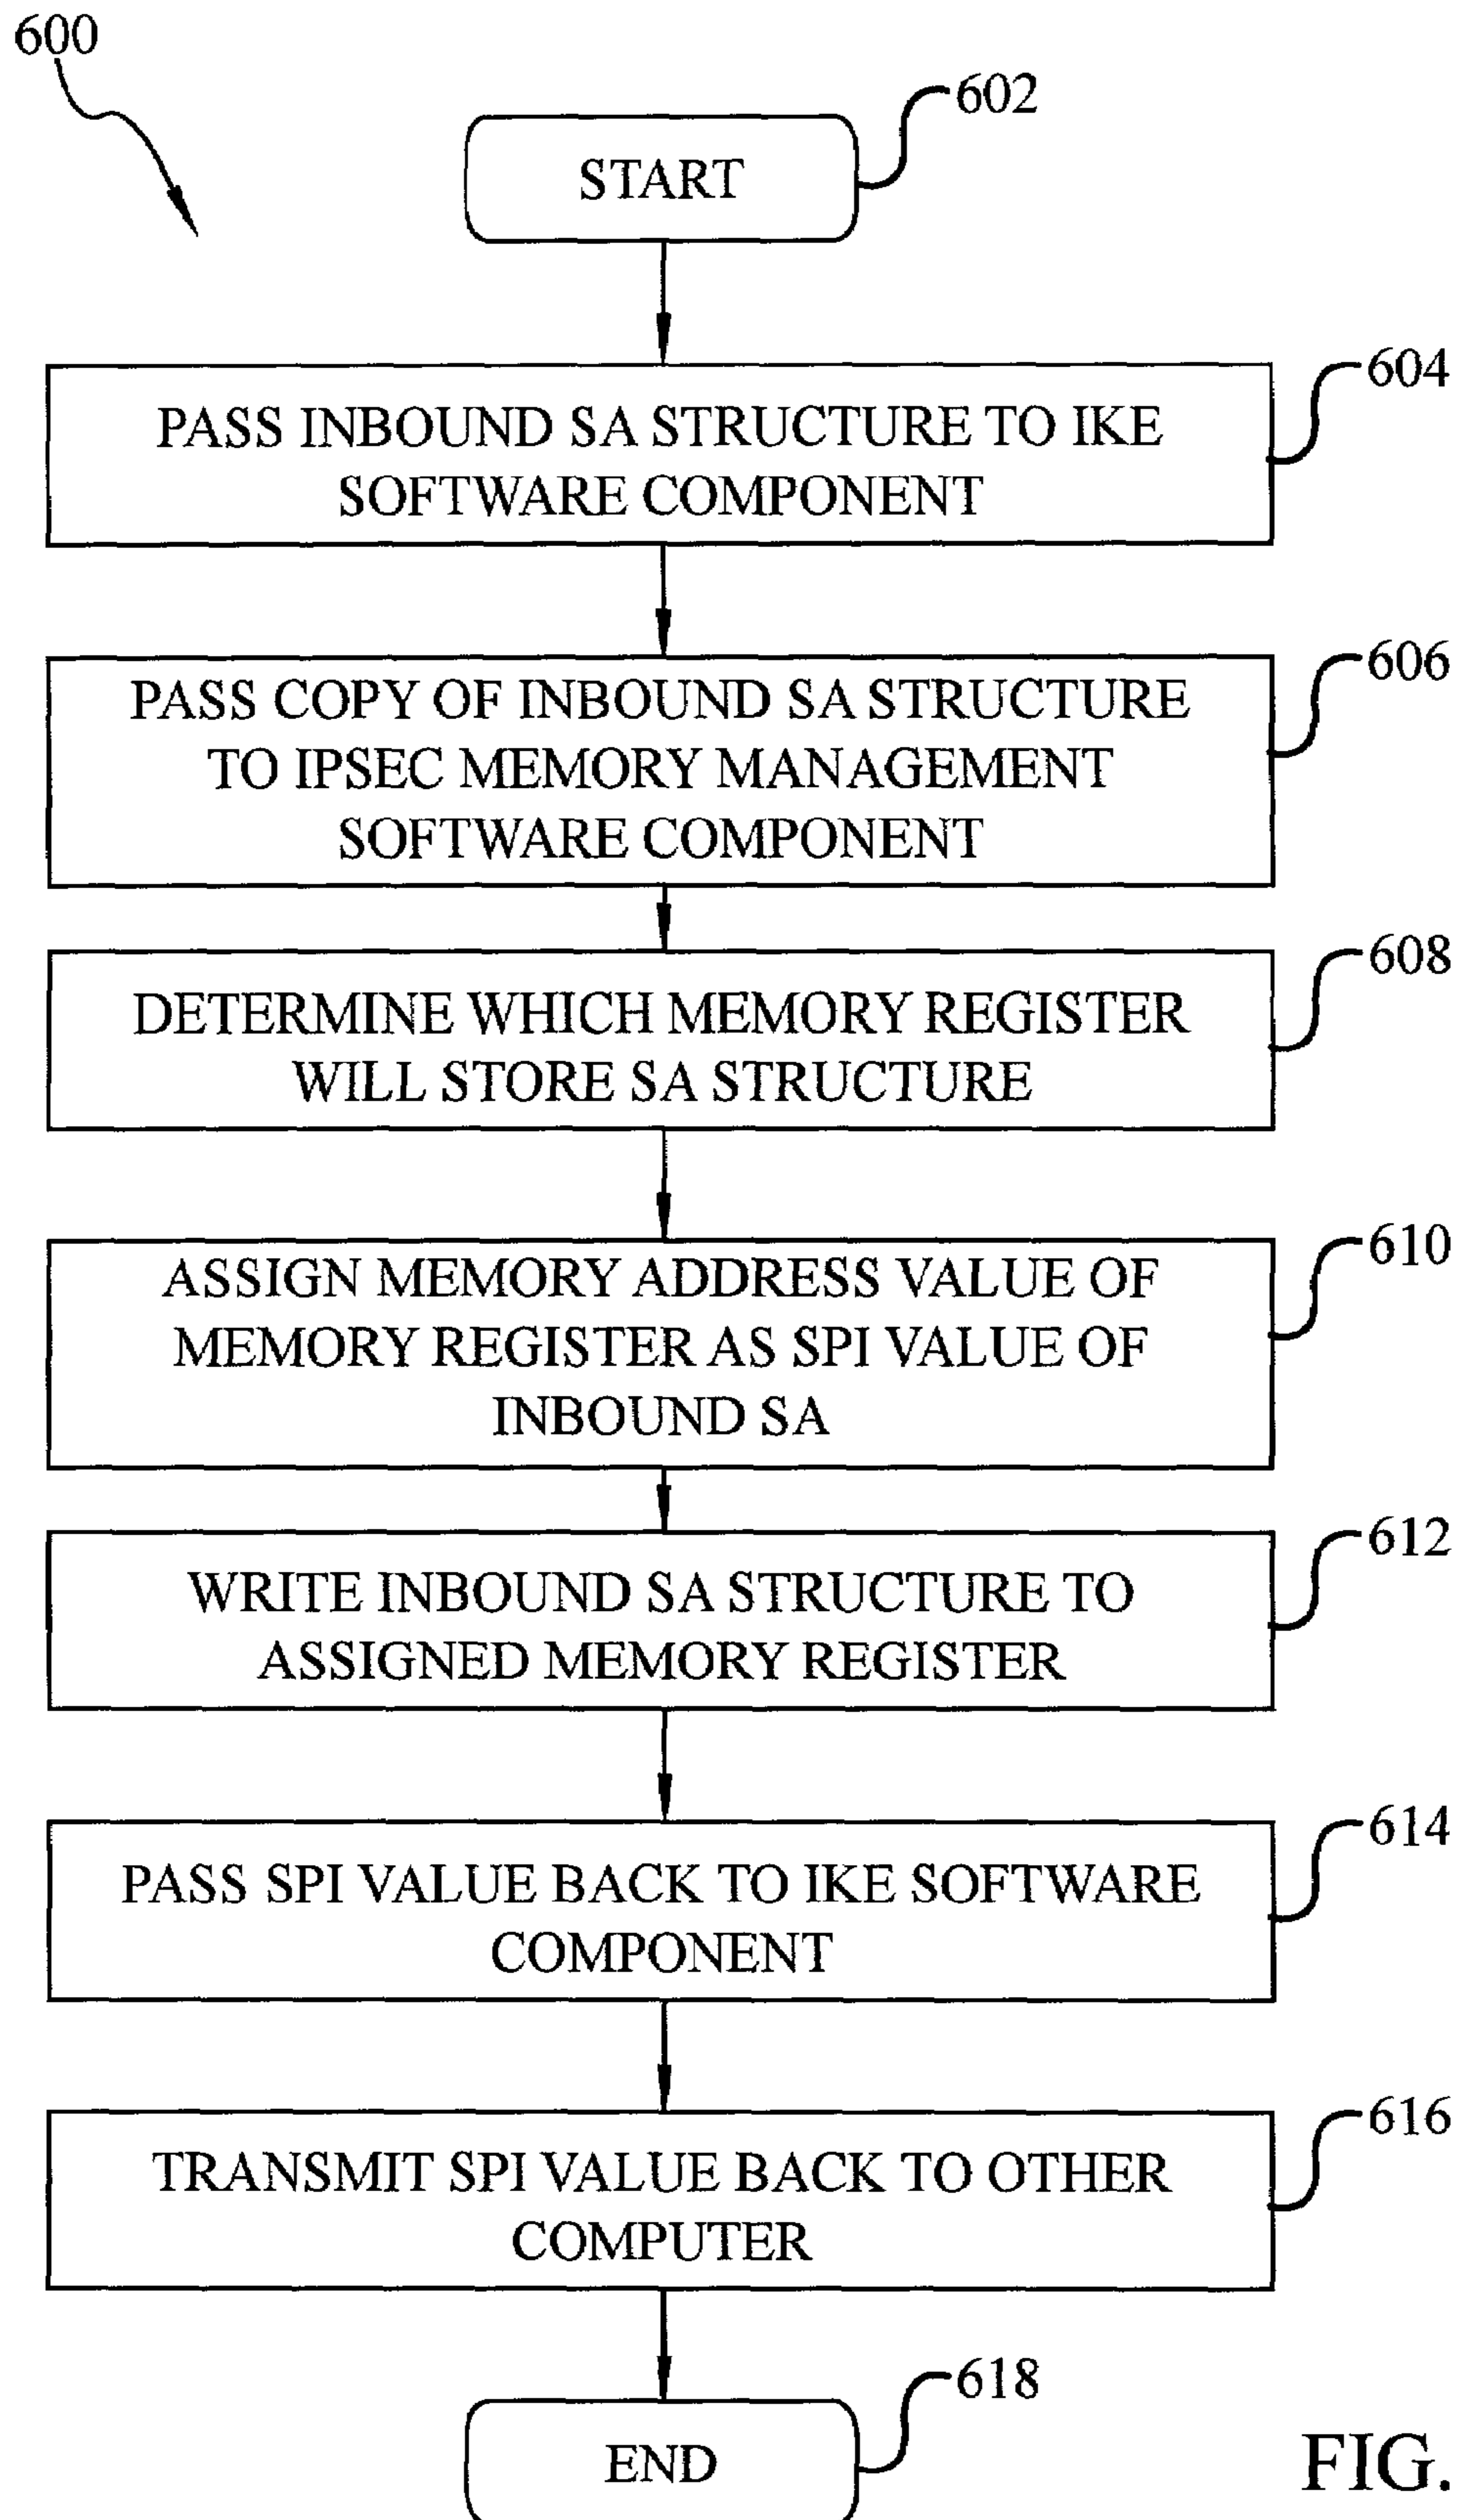 600
602
START
604
PASS INBOUND SA STRUCTURE TO IKE
SOFTWARE COMPONENT
606
PASS COPY OF INBOUND SA STRUCTURE
TO IPSEC MEMORY MANAGEMENT
SOFTWARE COMPONENT
608
DETERMINE WHICH MEMORY REGISTER
WILL STORE SA STRUCTURE
610
ASSIGN MEMORY ADDRESS VALUE OF
MEMORY REGISTER AS SPI VALUE OF
INBOUND SA
612
WRITE INBOUND SA STRUCTURE TO
ASSIGNED MEMORY REGISTER
614
PASS SPI VALUE BACK TO IKE SOFTWARE
COMPONENT
616
TRANSMIT SPI VALUE BACK TO OTHER
COMPUTER
618
END
FIG.